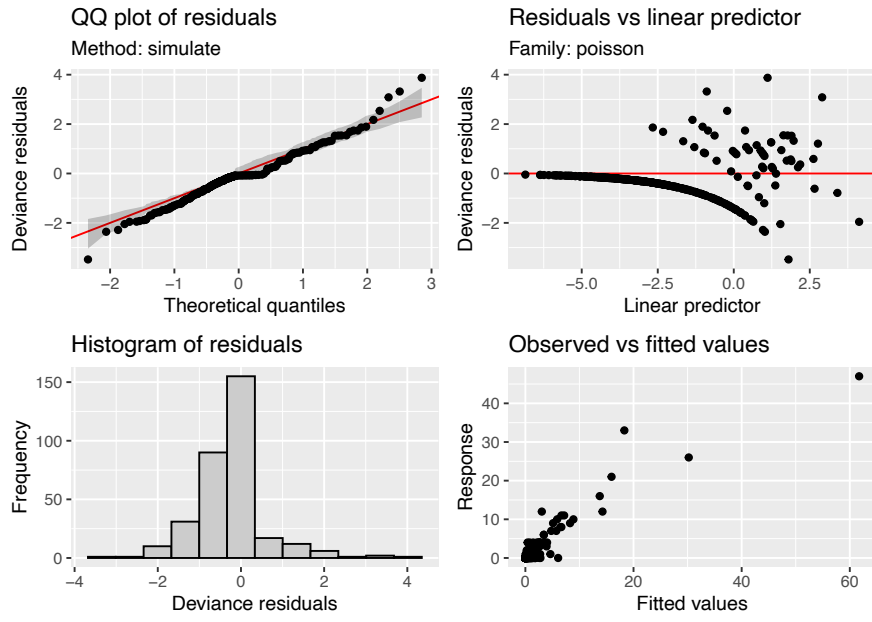 QQ plot of residuals
Method: simulate
4
2
0
−2
Deviance residuals
−2
−1
0
1
2
3
Theoretical quantiles
Residuals vs linear predictor
Family: poisson
4
2
0
−2
Deviance residuals
−5.0
−2.5
0.0
2.5
Linear predictor
Histogram of residuals
150
100
50
0
Frequency
−4
−2
0
2
4
Deviance residuals
Observed vs fitted values
40
30
20
10
0
Response
0
20
40
60
Fitted values